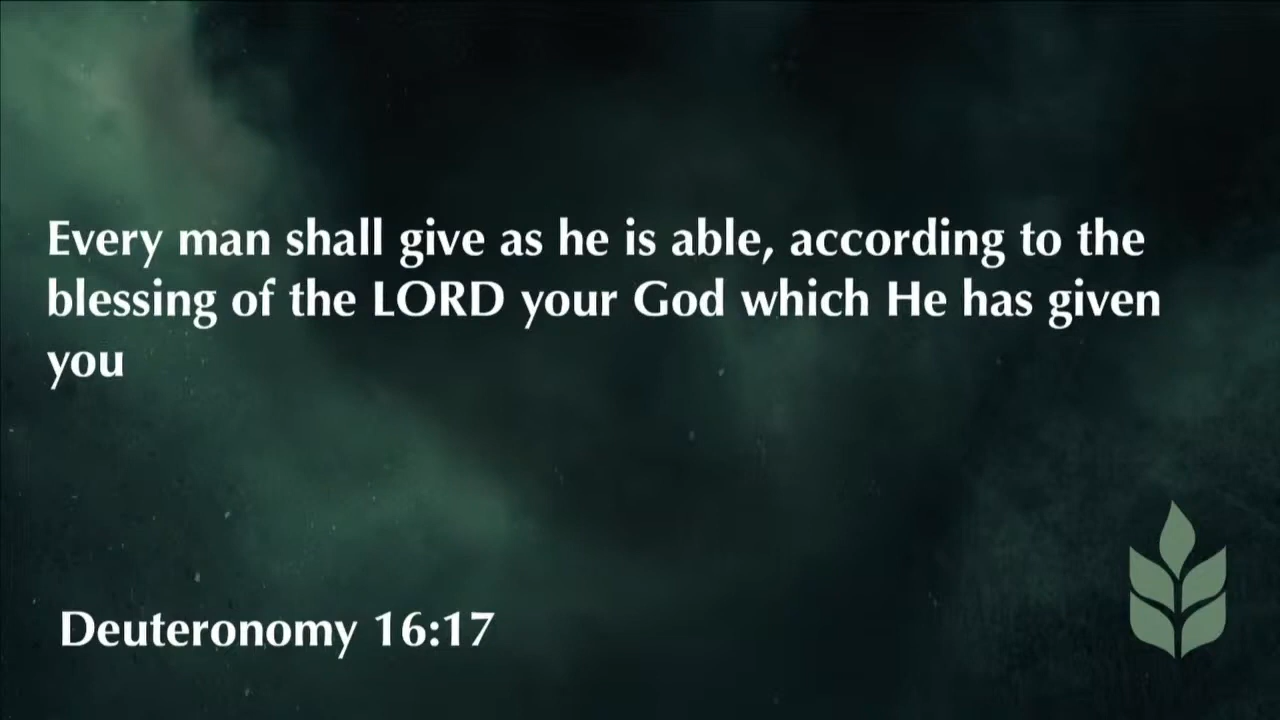 Every man shall give as he is able, according to the
blessing of the LORD your God which He has given
you
Deuteronomy 16:17